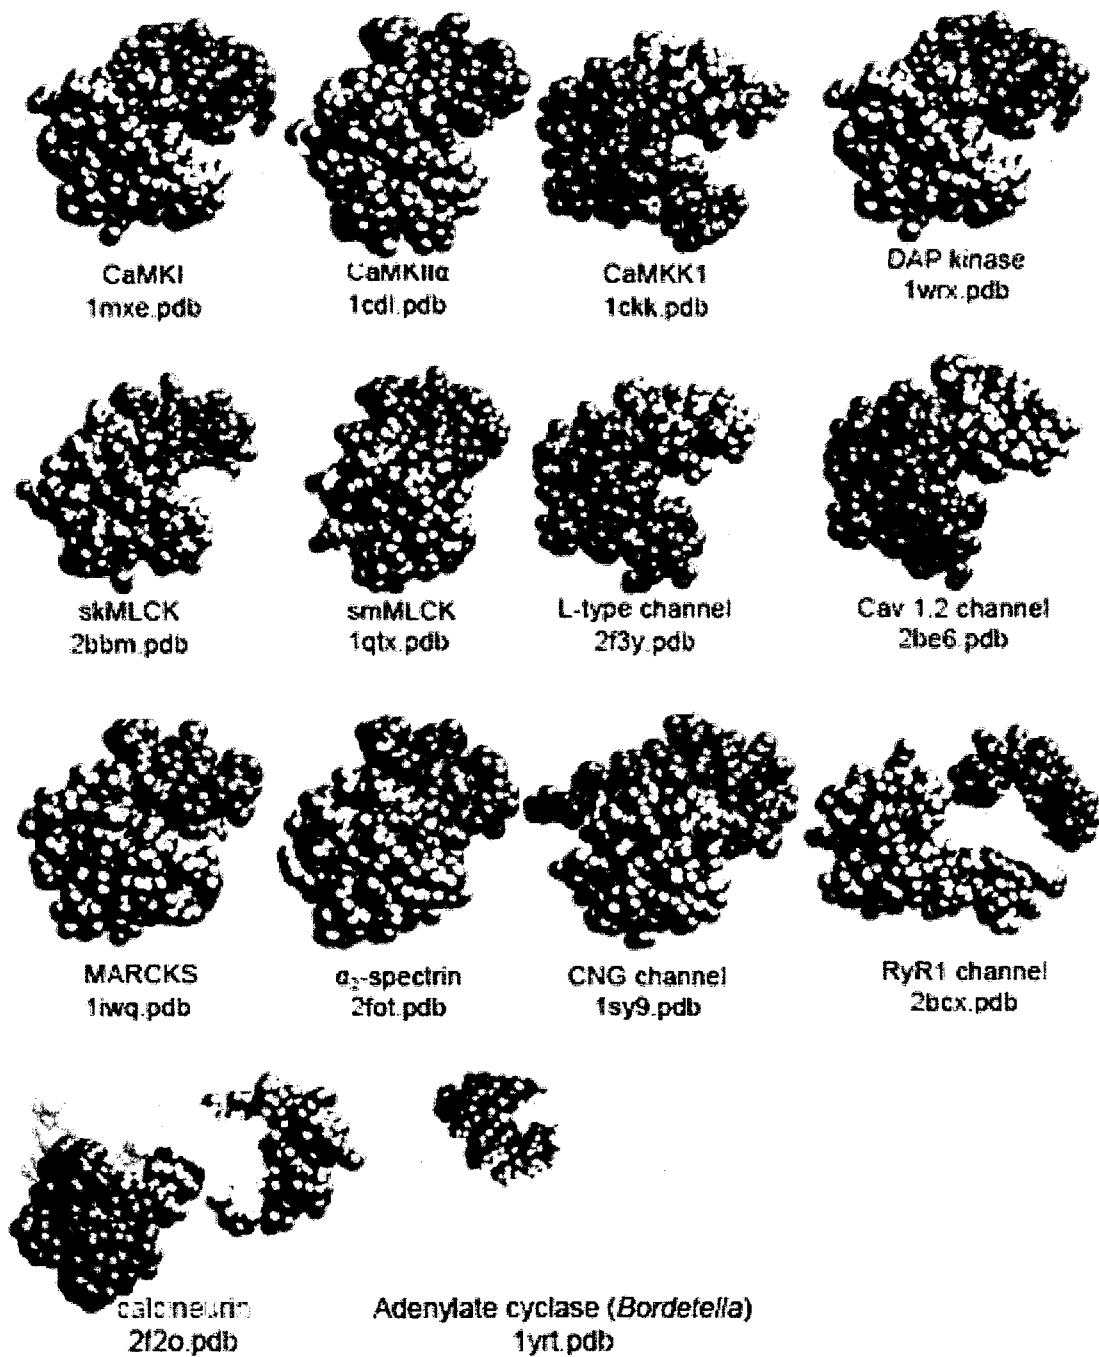 CaMKI
1mxe.pdb
CaMKIIα
1cdl.pdb
CaMKK1
1ckk.pdb
DAP kinase
1wrx.pdb
skMLCK
2bbm.pdb
smMLCK
1qtx.pdb
L-type channel
2f3y.pdb
Cav 1.2 channel
2be6.pdb
MARCKS
1iwq.pdb
α₂-spectrin
2fot.pdb
CNG channel
1sy9.pdb
RyR1 channel
2bcx.pdb
calcineurin
2f2o.pdb
Adenylate cyclase (Bordetella)
1yrt.pdb